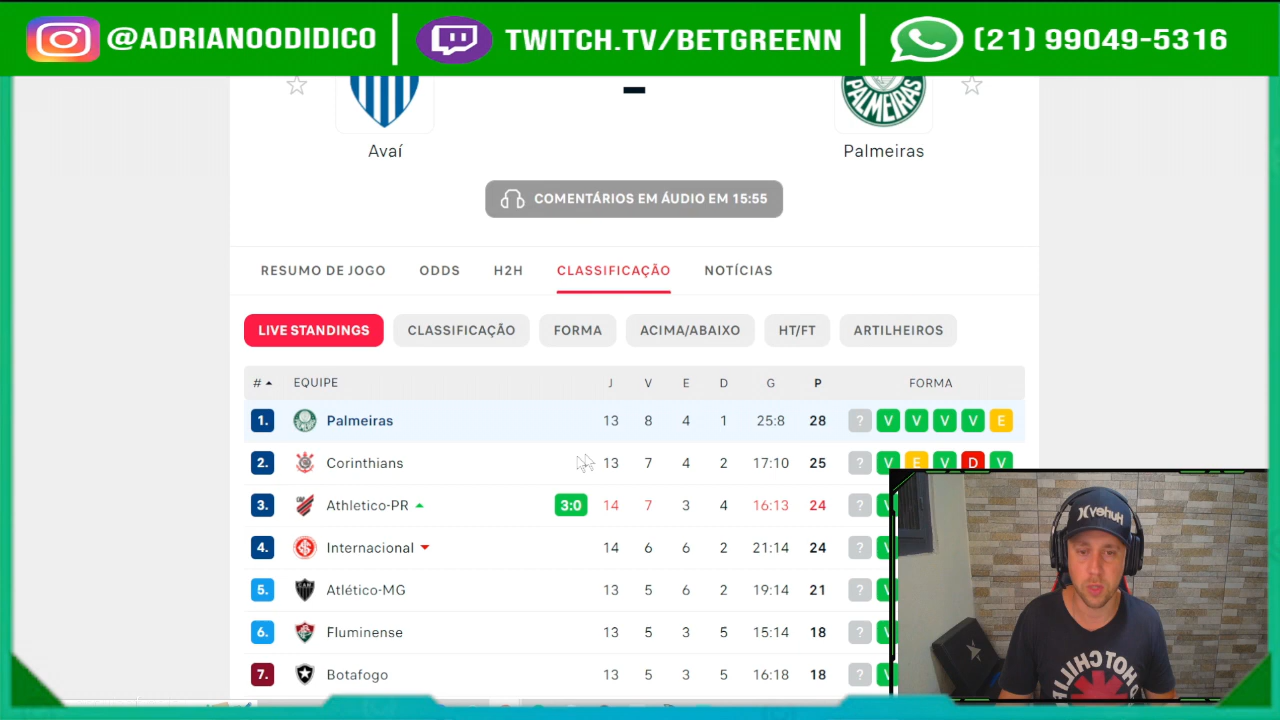 @ADRIANOODIDICO | TWITCH.TV/BETGREENN | (21) 99049-5316
PALMEIRAS
Avaí – Palmeiras
COMENTÁRIOS EM ÁUDIO EM 15:55
RESUMO DE JOGO ODDS H2H CLASSIFICAÇÃO NOTÍCIAS
LIVE STANDINGS CLASSIFICAÇÃO FORMA ACIMA/ABAIXO HT/FT ARTILHEIROS
# EQUIPE J V E D G P FORMA
1. Palmeiras 13 8 4 1 25:8 28 ? V V V V E
2. Corinthians 13 7 4 2 17:10 25 ? V E V D V
3. Athletico-PR 3:0 14 7 3 4 16:13 24 ?
4. Internacional 14 6 6 2 21:14 24 ?
5. Atlético-MG 13 5 6 2 19:14 21 ?
6. Fluminense 13 5 3 5 15:14 18 ?
7. Botafogo 13 5 3 5 16:18 18 ?
Hurley
HOT CHILI